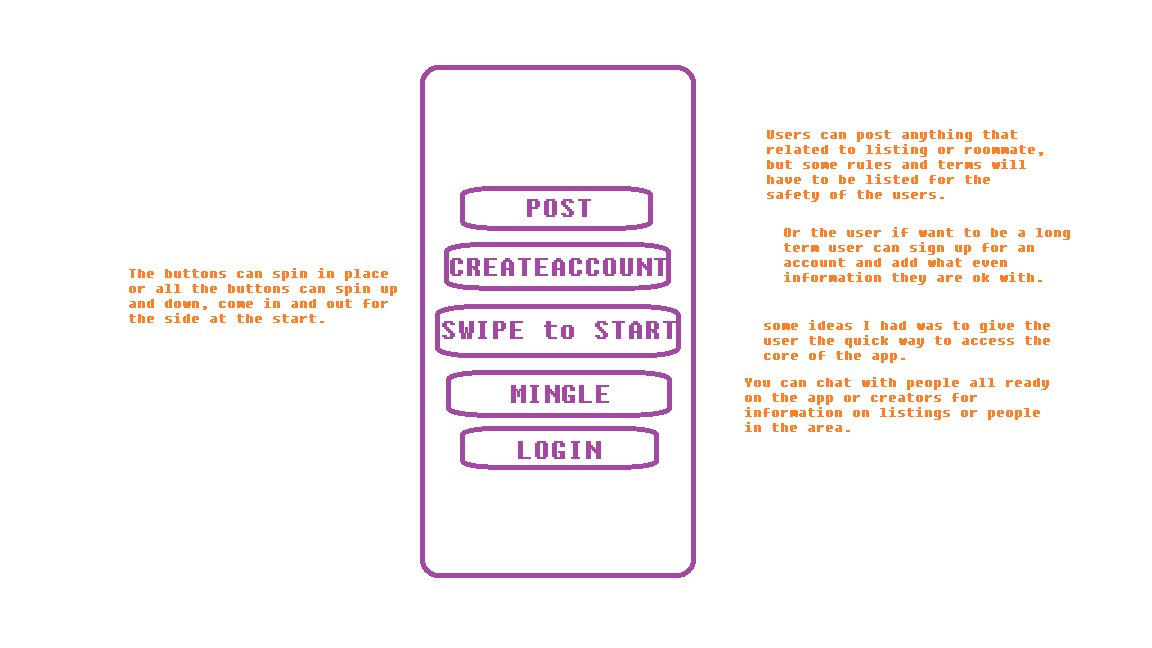 Users can post anything that
related to listing or roommate,
but some rules and terms will
have to be listed for the
safety of the users.
POST
Or the user if want to be a long
term user can sign up for an
account and add what even
information they are ok with.
CREATEACCOUNT
The buttons can spin in place
or all the buttons can spin up
and down, come in and out for
the side at the start.
SWIPE to START
some ideas I had was to give the
user the quick way to access the
core of the app.
MINGLE
You can chat with people all ready
on the app or creators for
information on listings or people
in the area.
LOGIN